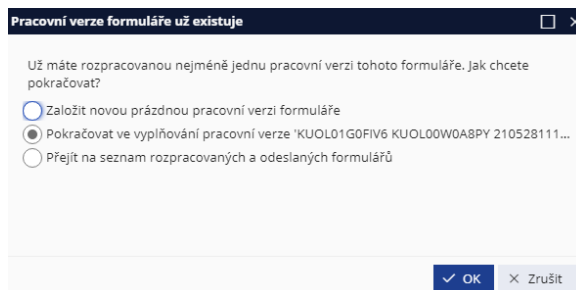 Pracovní verze formuláře už existuje
Už máte rozpracovanou nejméně jednu pracovní verzi tohoto formuláře. Jak chcete
pokračovat?
Založit novou prázdnou pracovní verzi formuláře
Pokračovat ve vyplňování pracovní verze 'KUOL01G0FIV6 KUOL00W0A8PY 210528111...
Přejít na seznam rozpracovaných a odeslaných formulářů
OK
Zrušit